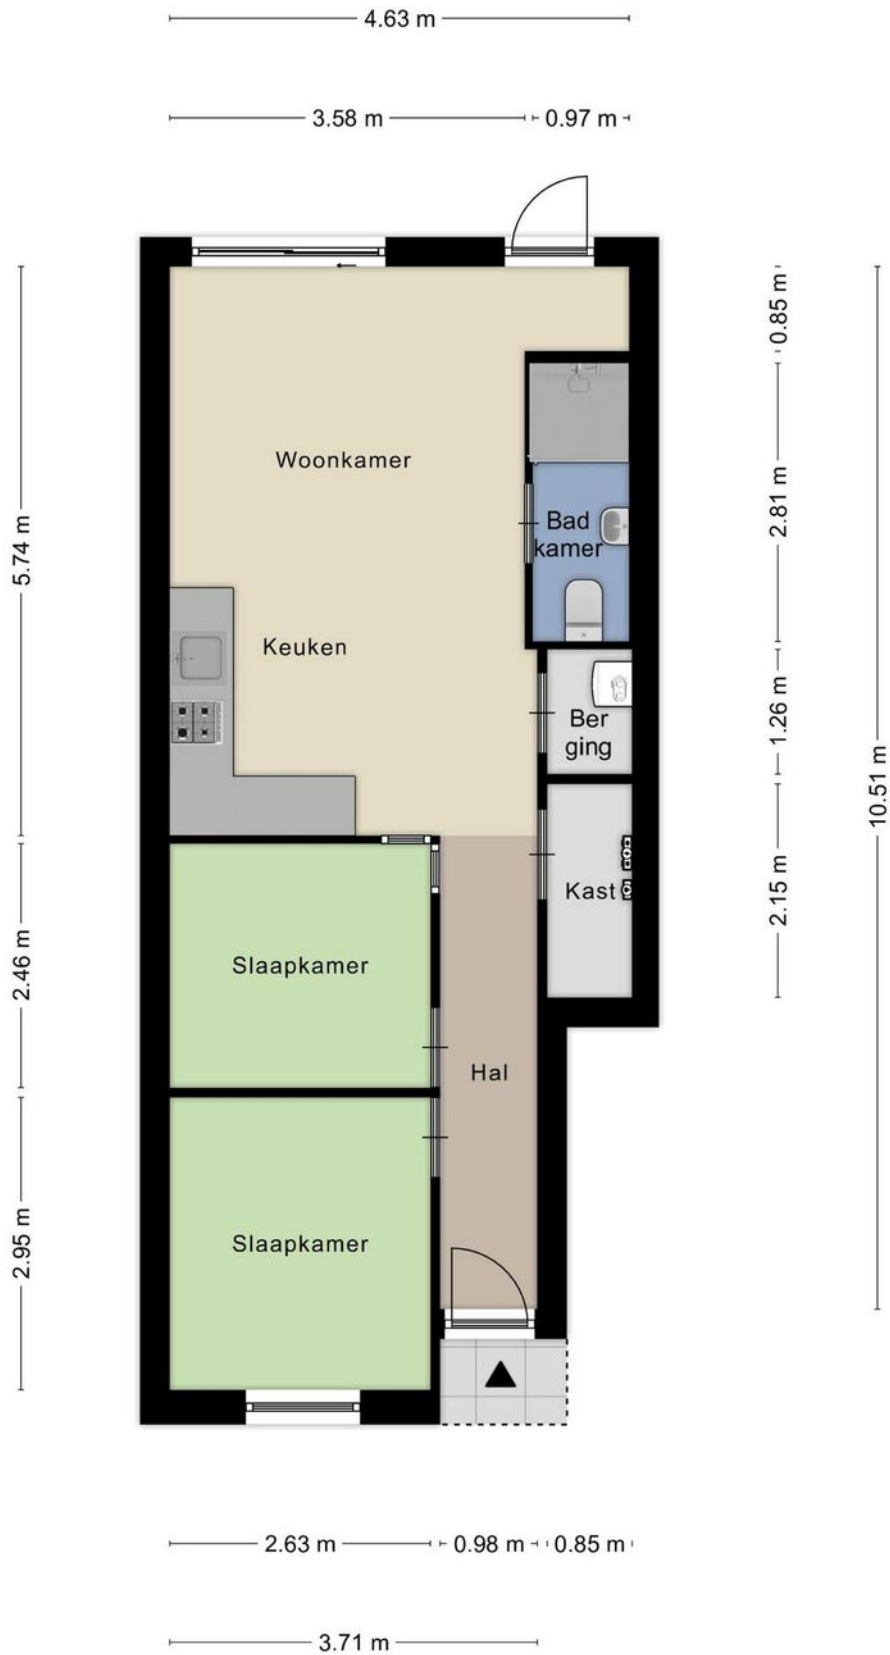 4.63 m
3.58 m
0.97 m
0.85 m
Woonkamer
2.81 m
Bad
kamer
5.74 m
Keuken
1.26 m
Ber
ging
10.51 m
2.15 m
Kast
2.46 m
Slaapkamer
Hal
2.95 m
Slaapkamer
2.63 m
0.98 m
0.85 m
3.71 m